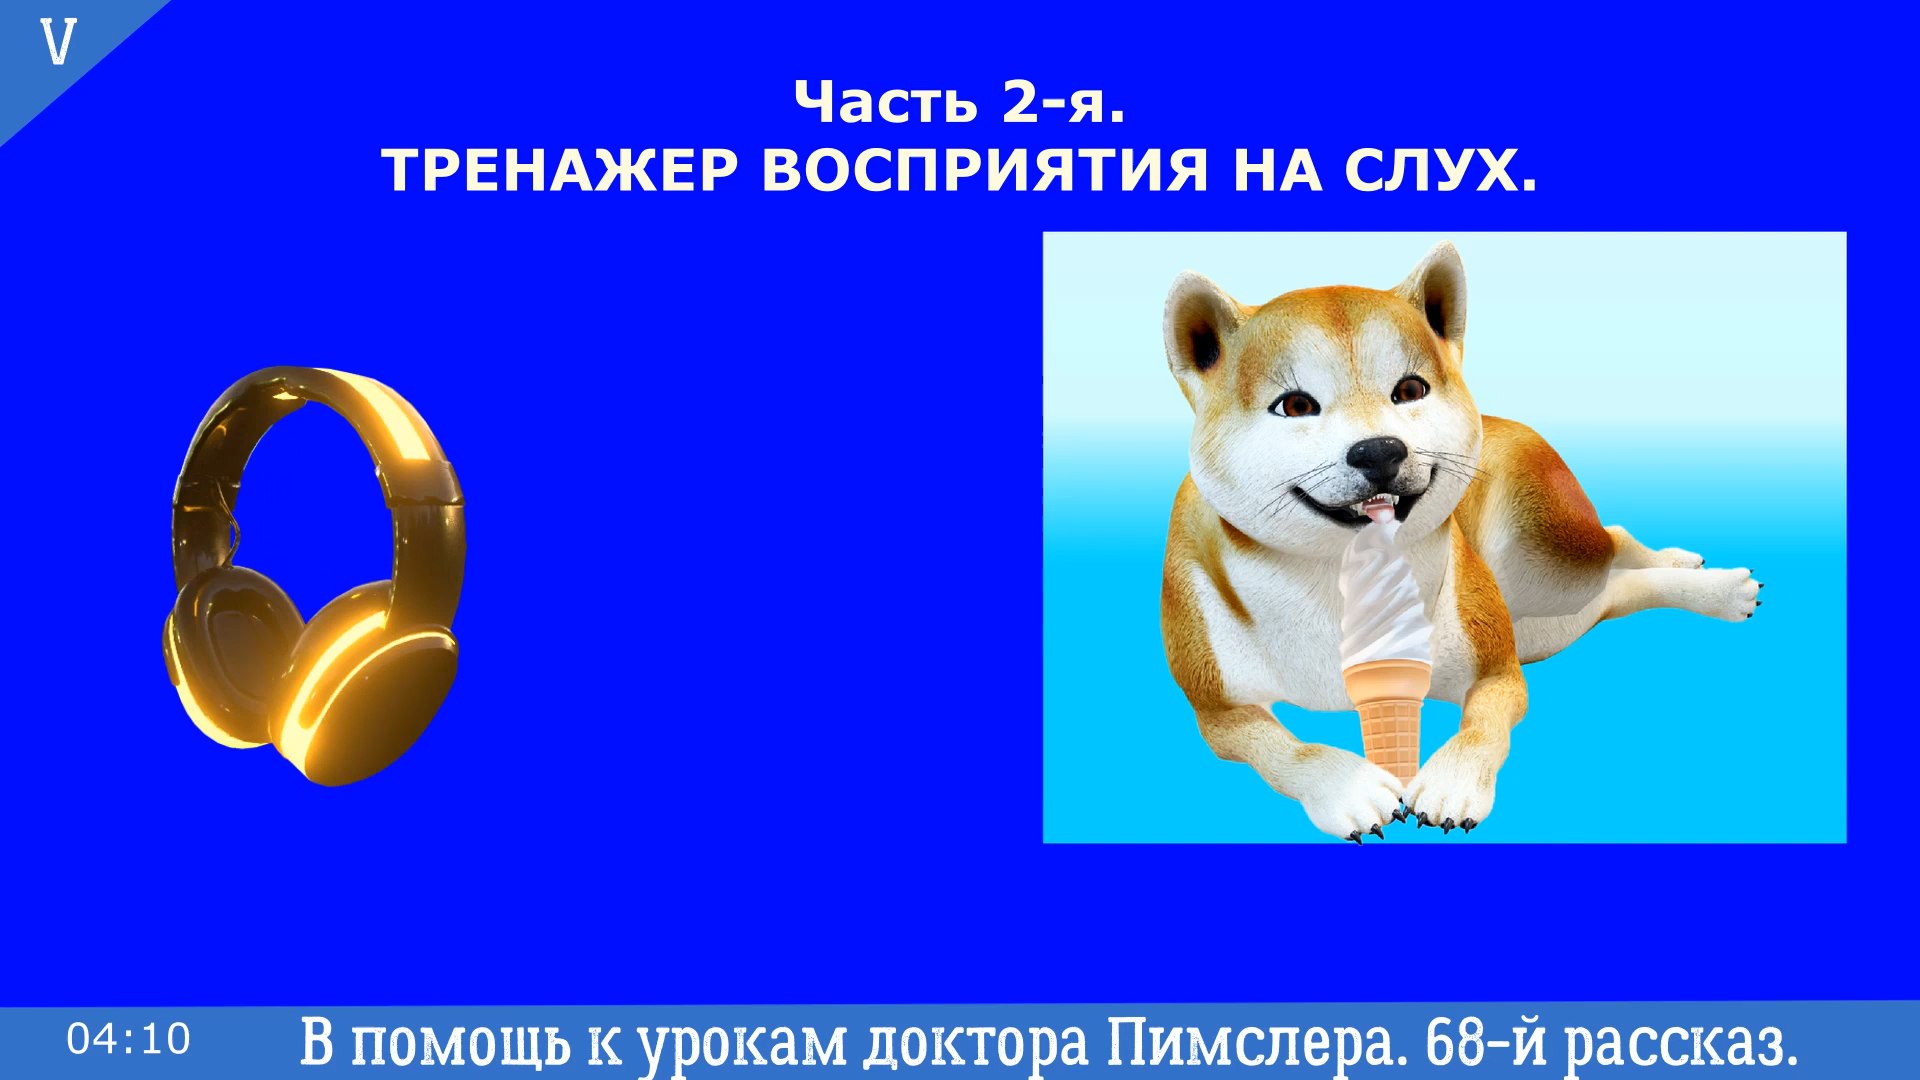 V
Часть 2-я.
ТРЕНАЖЕР ВОСПРИЯТИЯ НА СЛУХ.
04:10
В помощь к урокам доктора Пимслера. 68-й рассказ.